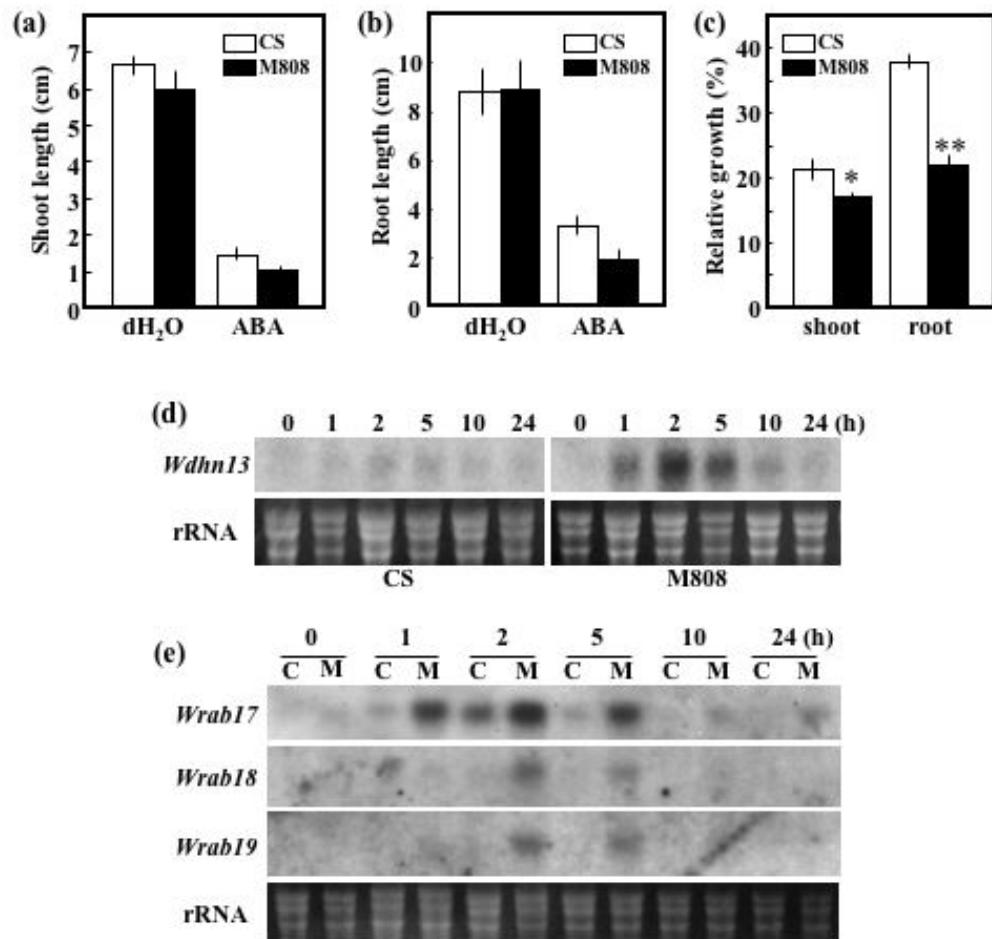 (a)
Shoot length (cm)
7
6
5
4
3
2
1
0
CS
M808
dH₂O ABA
(b)
Root length (cm)
10
8
6
4
2
0
CS
M808
dH₂O ABA
(c)
Relative growth (%)
40
30
20
10
0
CS
M808
*
**
shoot root
(d)
0 1 2 5 10 24 0 1 2 5 10 24 (h)
Wdhn13
rRNA
CS M808
(e)
0 1 2 5 10 24 (h)
C M C M C M C M C M C M
Wrab17
Wrab18
Wrab19
rRNA